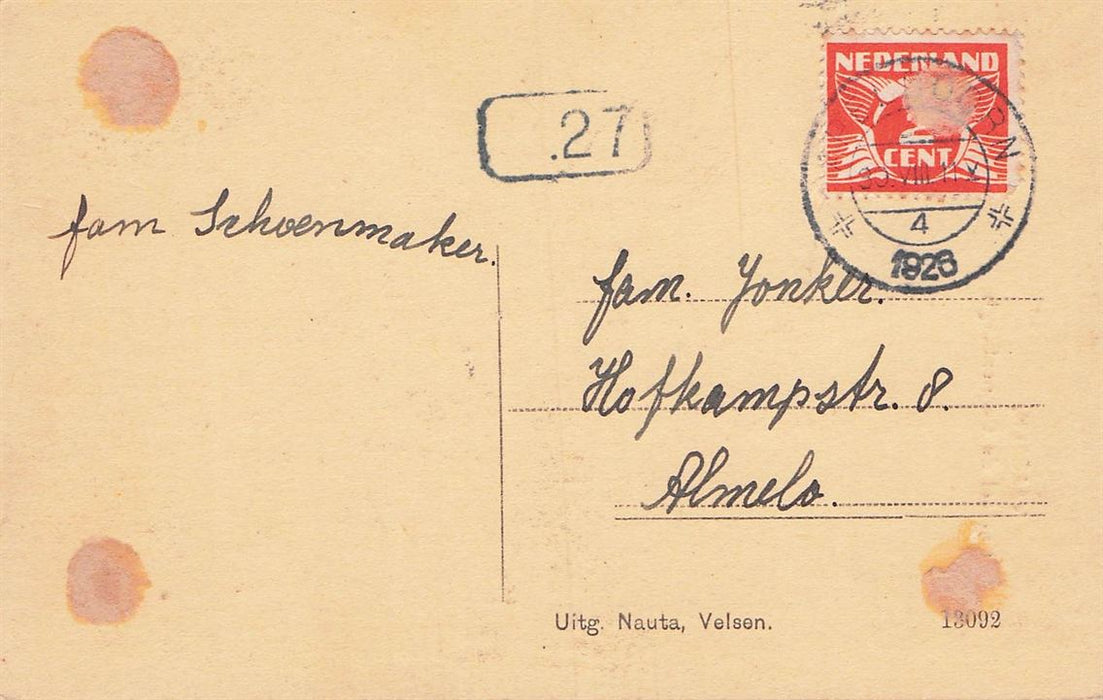 NEDERLAND
CENT
4
1926
.27
fam Schoenmaker.
fam. Jonker.
Hofkampstr. 8.
Almelo.
Uitg. Nauta, Velsen.
13092